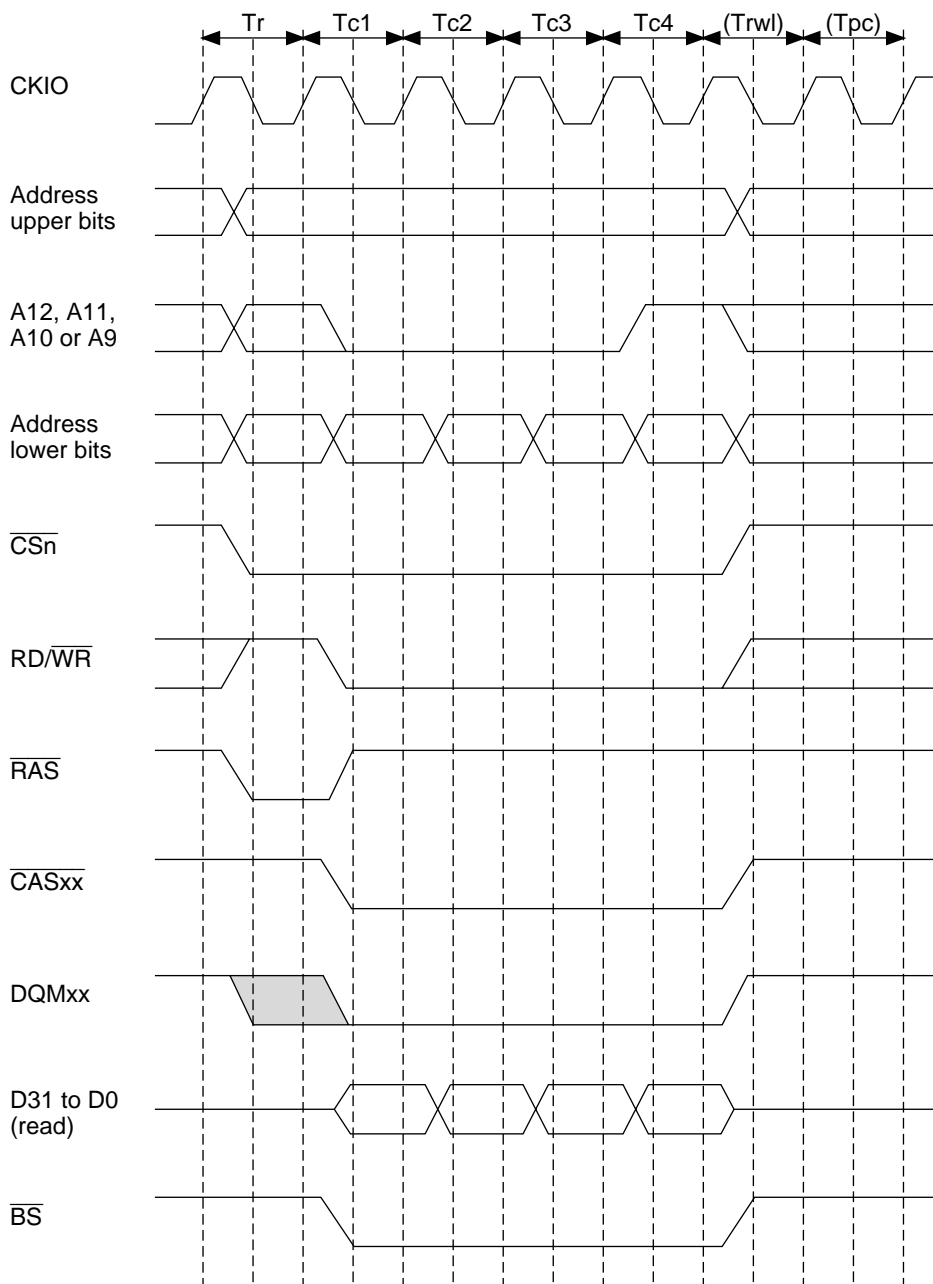 Tr Tc1 Tc2 Tc3 Tc4 (Trwl) (Tpc)
CKIO
Address
upper bits
A12, A11,
A10 or A9
Address
lower bits
CSn
RD/WR
RAS
CASxx
DQMxx
D31 to D0
(read)
BS